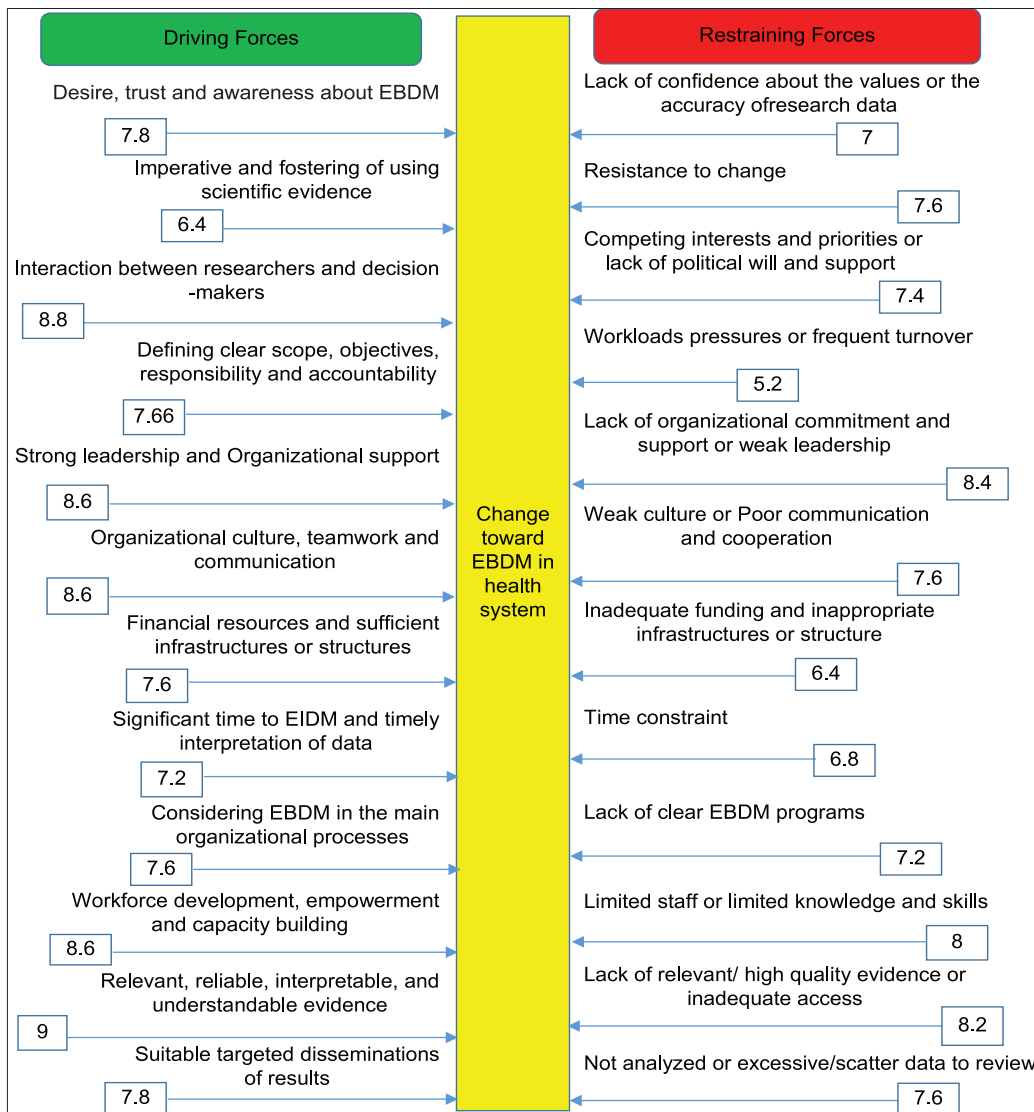 Driving Forces
Desire, trust and awareness about EBDM
7.8
Imperative and fostering of using
scientific evidence
6.4
Interaction between researchers and decision
-makers
8.8
Defining clear scope, objectives,
responsibility and accountability
7.66
Strong leadership and Organizational support
8.6
Organizational culture, teamwork and
communication
8.6
Financial resources and sufficient
infrastructures or structures
7.6
Significant time to EIDM and timely
interpretation of data
7.2
Considering EBDM in the main
organizational processes
7.6
Workforce development, empowerment
and capacity building
8.6
Relevant, reliable, interpretable, and
understandable evidence
9
Suitable targeted disseminations
of results
7.8
Change
toward
EBDM in
health
system
Restraining Forces
Lack of confidence about the values or the
accuracy ofresearch data
7
Resistance to change
7.6
Competing interests and priorities or
lack of political will and support
7.4
Workloads pressures or frequent turnover
5.2
Lack of organizational commitment and
support or weak leadership
8.4
Weak culture or Poor communication
and cooperation
7.6
Inadequate funding and inappropriate
infrastructures or structure
6.4
Time constraint
6.8
Lack of clear EBDM programs
7.2
Limited staff or limited knowledge and skills
8
Lack of relevant/ high quality evidence or
inadequate access
8.2
Not analyzed or excessive/scatter data to review
7.6